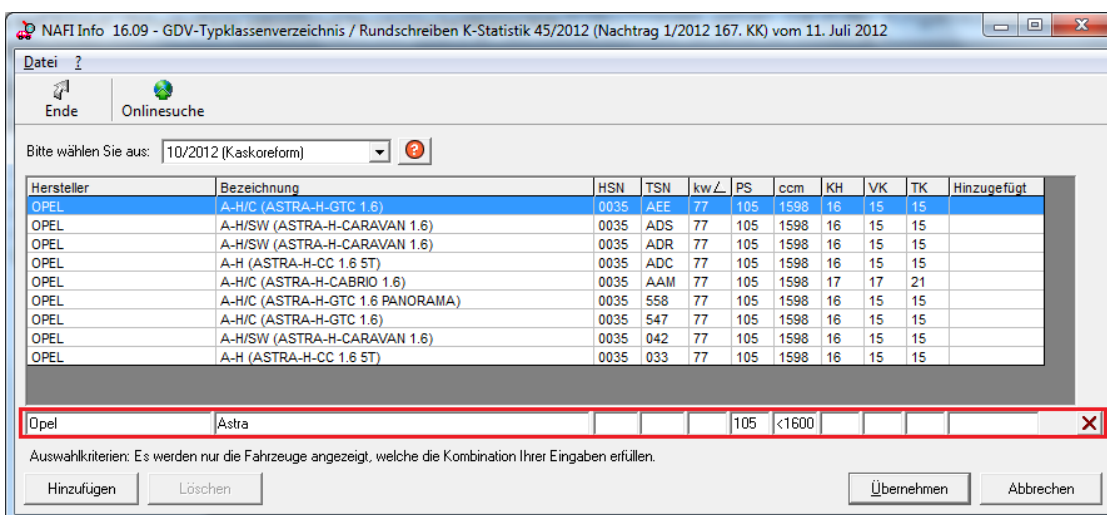 NAFI Info 16.09 - GDV-Typklassenverzeichnis / Rundschreiben K-Statistik 45/2012 (Nachtrag 1/2012 167. KK) vom 11. Juli 2012
Datei ?
Ende Onlinesuche
Bitte wählen Sie aus: 10/2012 (Kaskoreform)
Hersteller Bezeichnung HSN TSN kw PS ccm KH VK TK Hinzugefügt
OPEL A-H/C (ASTRA-H-GTC 1.6) 0035 AEE 77 105 1598 16 15 15
OPEL A-H/SW (ASTRA-H-CARAVAN 1.6) 0035 ADS 77 105 1598 16 15 15
OPEL A-H/SW (ASTRA-H-CARAVAN 1.6) 0035 ADR 77 105 1598 16 15 15
OPEL A-H (ASTRA-H-CC 1.6 5T) 0035 ADC 77 105 1598 16 15 15
OPEL A-H/C (ASTRA-H-CABRIO 1.6) 0035 AAM 77 105 1598 17 17 21
OPEL A-H/C (ASTRA-H-GTC 1.6 PANORAMA) 0035 558 77 105 1598 16 15 15
OPEL A-H/C (ASTRA-H-GTC 1.6) 0035 547 77 105 1598 16 15 15
OPEL A-H/SW (ASTRA-H-CARAVAN 1.6) 0035 042 77 105 1598 16 15 15
OPEL A-H (ASTRA-H-CC 1.6 5T) 0035 033 77 105 1598 16 15 15
Opel Astra 105 <1600
Auswahlkriterien: Es werden nur die Fahrzeuge angezeigt, welche die Kombination Ihrer Eingaben erfüllen.
Hinzufügen Löschen Übernehmen Abbrechen